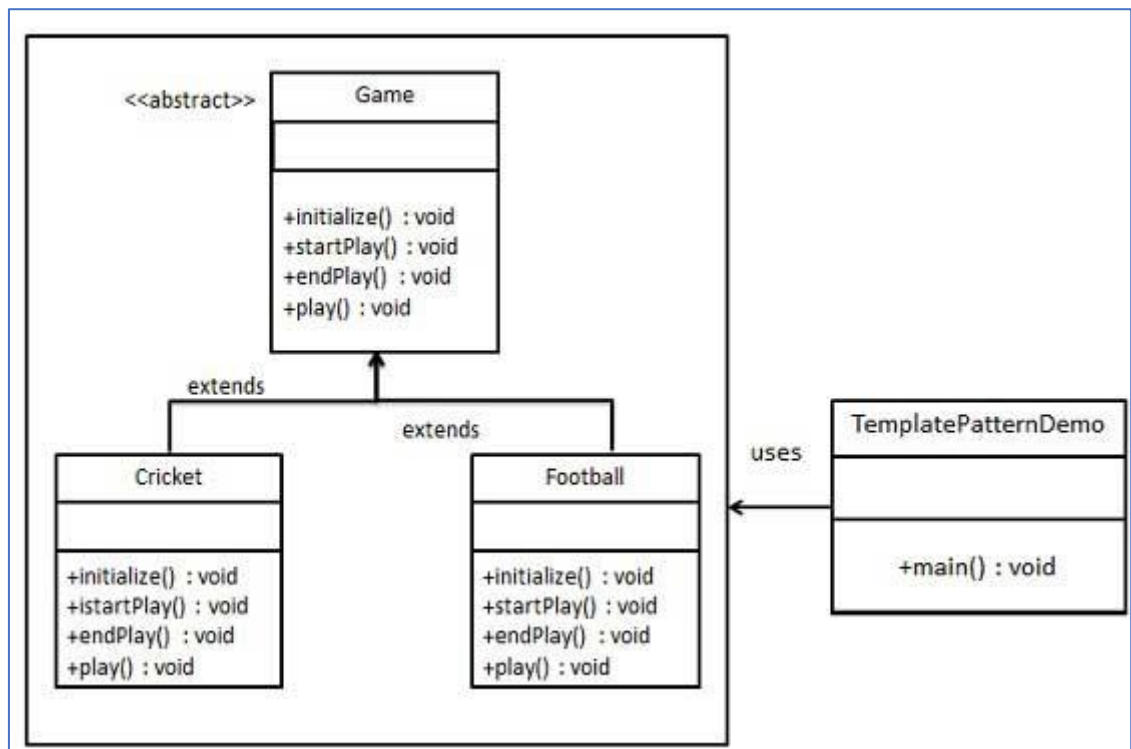 <<abstract>>
Game
+initialize() : void
+startPlay() : void
+endPlay() : void
+play() : void
extends
extends
Cricket
+initialize() : void
+istartPlay() : void
+endPlay() : void
+play() : void
Football
+initialize() : void
+startPlay() : void
+endPlay() : void
+play() : void
uses
TemplatePatternDemo
+main() : void